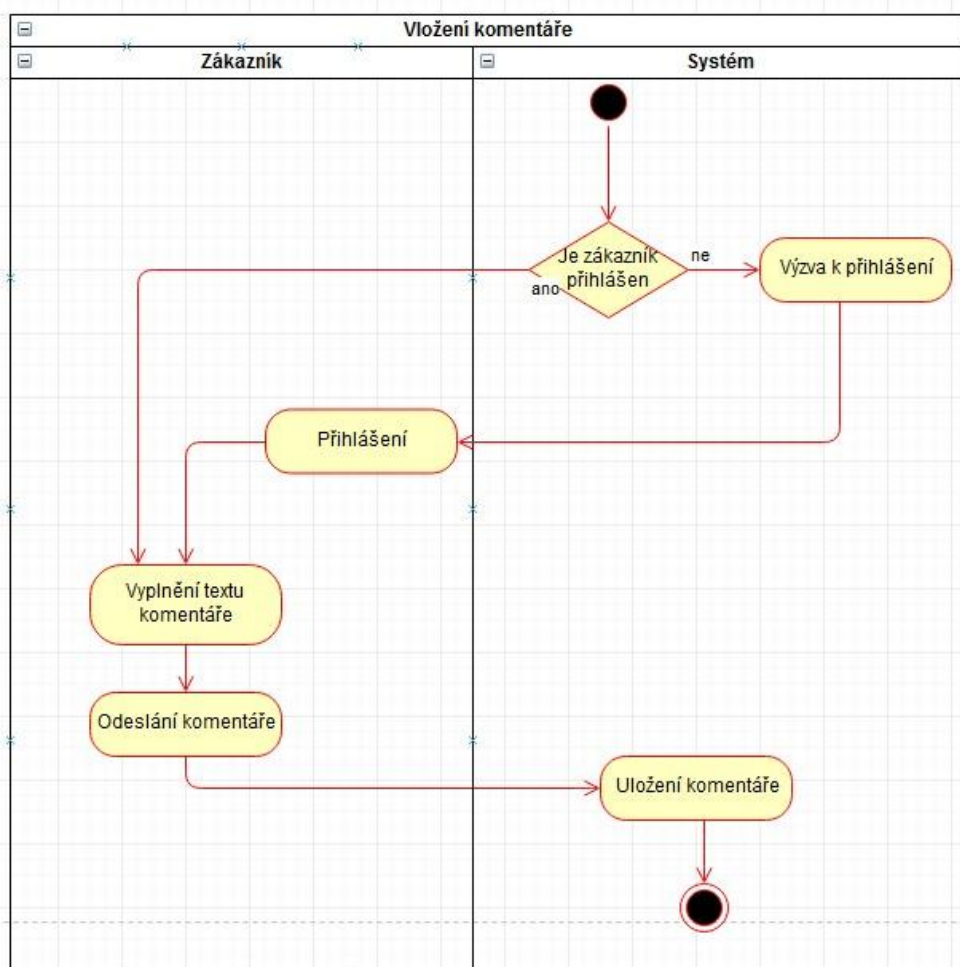 Vložení komentáře
Zákazník
Systém
Je zákazník
přihlášen
ne
ano
Výzva k přihlášení
Přihlášení
Vyplnění textu
komentáře
Odeslání komentáře
Uložení komentáře